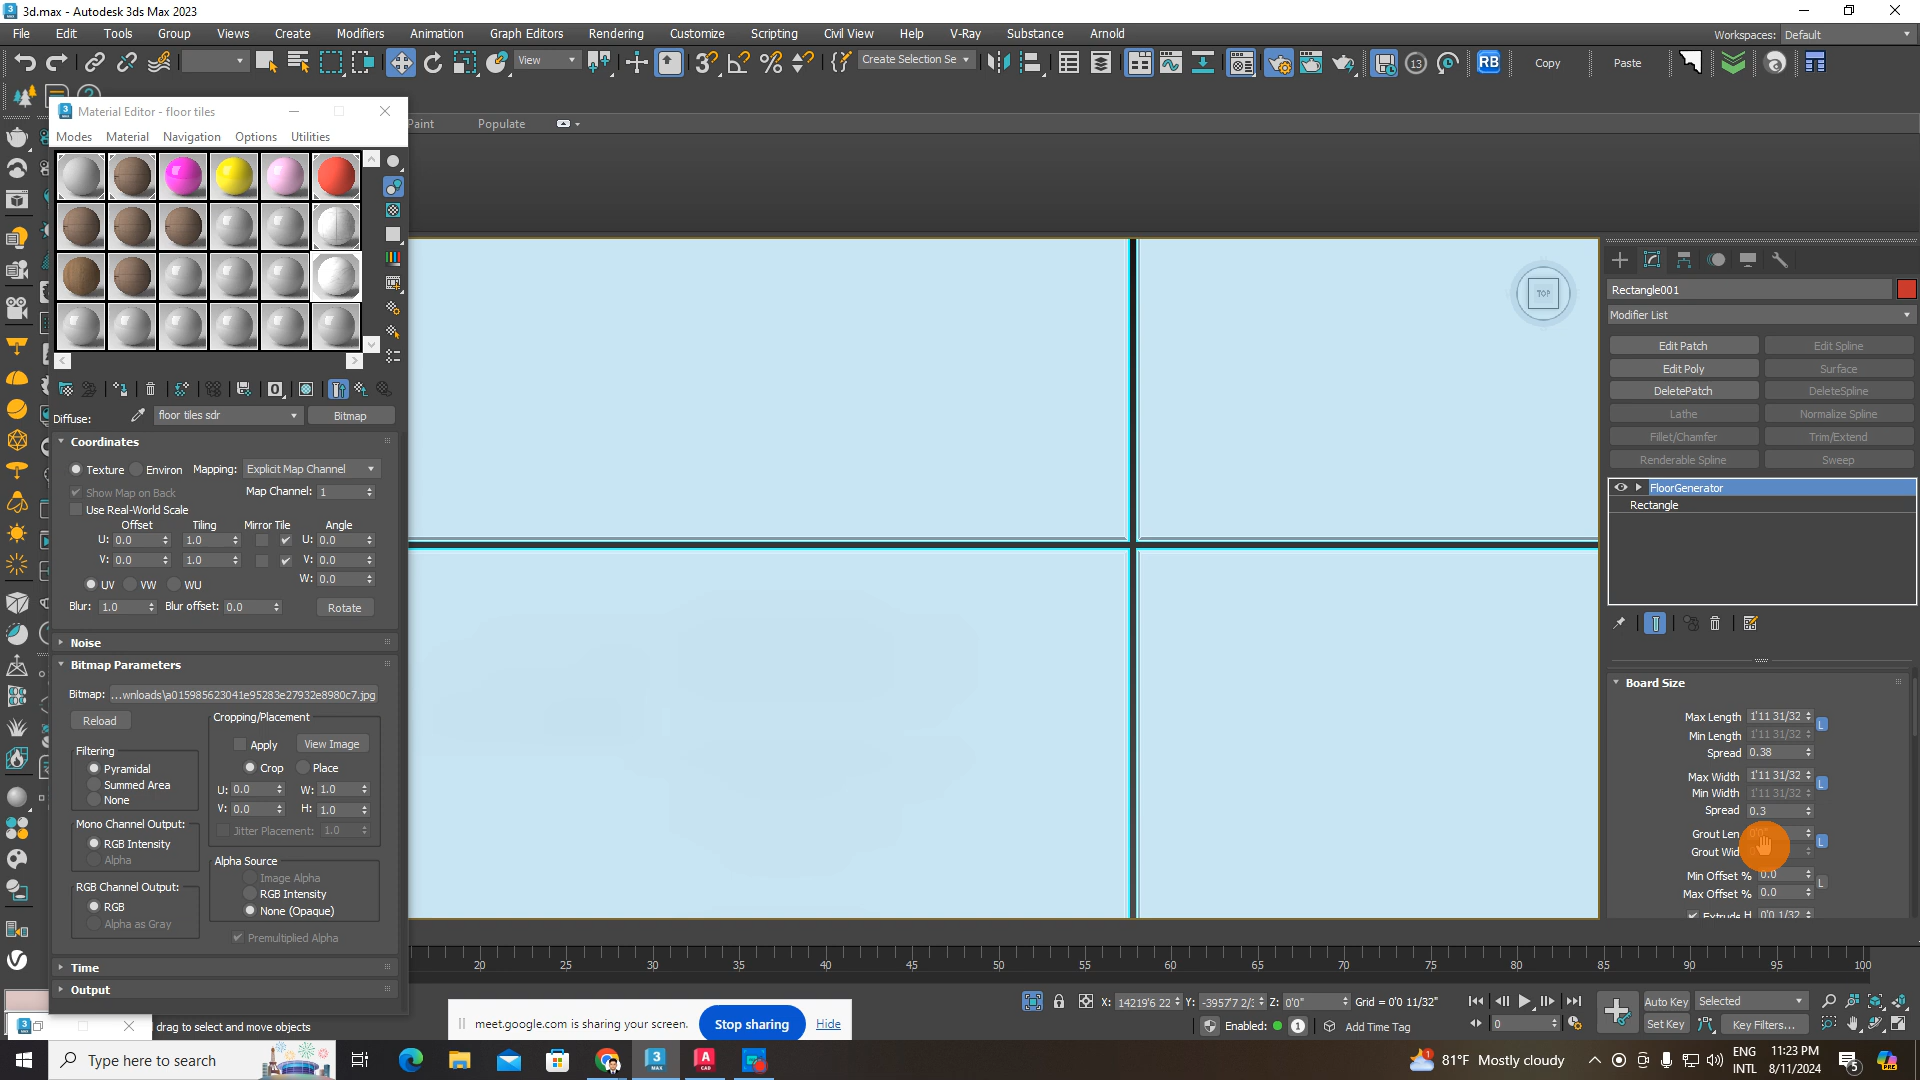 3d.max - Autodesk 3ds Max 2023
File Edit Tools Group Views Create Modifiers Animation Graph Editors Rendering Customize Scripting Civil View Help V-Ray Substance Arnold
Workspaces: Default
View Create Selection Se RB Copy Paste
Material Editor - floor tiles
Modes Material Navigation Options Utilities
Paint Populate
TOP
Rectangle001
Modifier List
Edit Patch Edit Spline
Edit Poly Surface
DeletePatch DeleteSpline
Lathe Normalize Spline
Fillet/Chamfer Trim/Extend
Renderable Spline Sweep
FloorGenerator
Rectangle
Diffuse: floor tiles sdr Bitmap
Coordinates
Texture Environ Mapping: Explicit Map Channel
Show Map on Back Map Channel: 1
Use Real-World Scale
Offset Tiling Mirror Tile Angle
U: 0.0 1.0 U: 0.0
V: 0.0 1.0 V: 0.0
W: 0.0
UV VW WU
Blur: 1.0 Blur offset: 0.0 Rotate
Noise
Bitmap Parameters
Bitmap: ...wnloads\a015985623041e95283e27932e8980c7.jpg
Reload
Cropping/Placement
Apply View Image
Crop Place
U: 0.0 W: 1.0
V: 0.0 H: 1.0
Jitter Placement: 1.0
Filtering
Pyramidal
Summed Area
None
Mono Channel Output:
RGB Intensity
Alpha
RGB Channel Output:
RGB
Alpha as Gray
Alpha Source
Image Alpha
RGB Intensity
None (Opaque)
Premultiplied Alpha
Time
Output
Board Size
Max Length 1'11 31/32 L
Min Length 1'11 31/32
Spread 0.38
Max Width 1'11 31/32 L
Min Width 1'11 31/32
Spread 0.3
Grout Len L
Grout Wid
Min Offset % 0.0 L
Max Offset % 0.0
Extrude H 0'0 1/32
20 25 30 35 40 45 50 55 60 65 70 75 80 85 90 95 100
X: 14219'6 22 Y: -3957'7 2/ Z: 0'0" Grid = 0'0 11/32"
Auto Key Selected
Enabled: 1 Add Time Tag
0 Set Key Key Filters...
drag to select and move objects
meet.google.com is sharing your screen. Stop sharing Hide
Type here to search
81°F Mostly cloudy
ENG
INTL
11:23 PM
8/11/2024
5